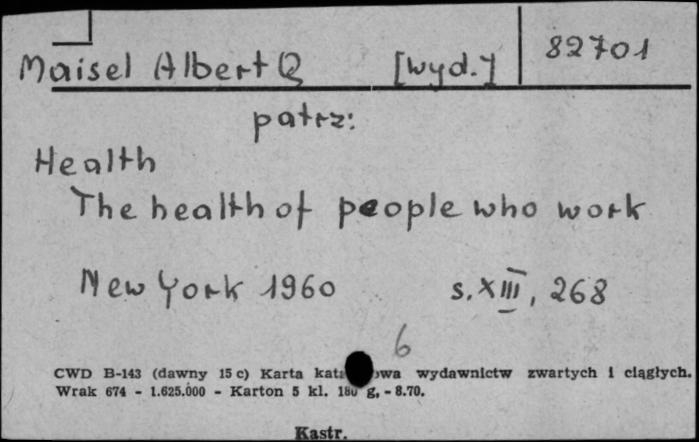 Maisel Albert Q [wyd.] 82701
patrz:
Health
The health of people who work
New York 1960 s. XIII, 268
6
CWD B-143 (dawny 15 c) Karta wydawnictw zwartych i ciągłych.
Wrak 674 - 1.625.000 - Karton 5 kl. 180 g, - 8.70.
Kastr.